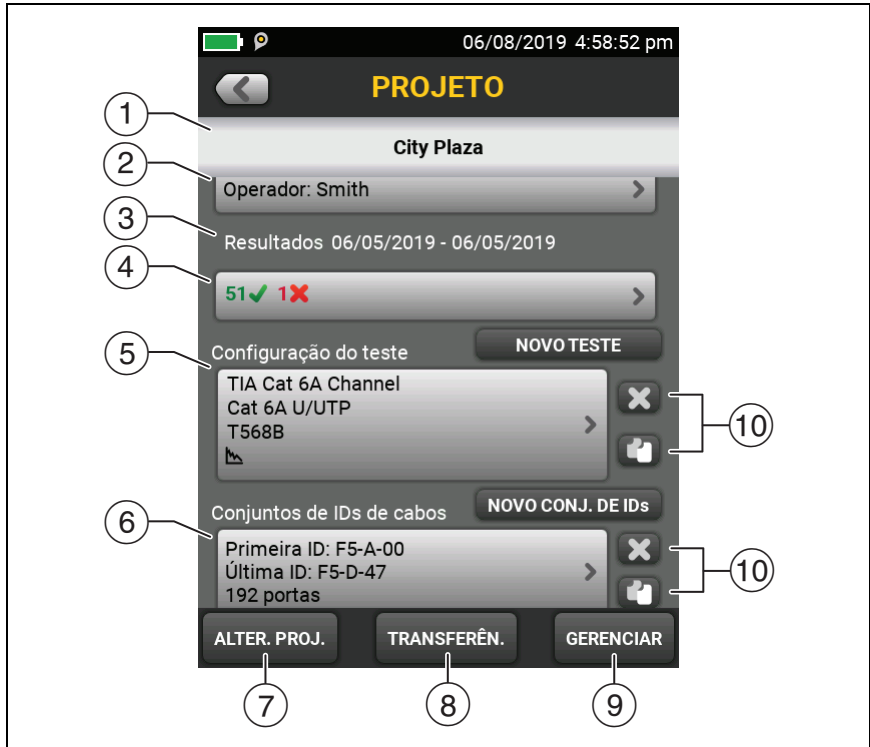 06/08/2019 4:58:52 pm
PROJETO
1
City Plaza
2
Operador: Smith
3
Resultados 06/05/2019 - 06/05/2019
4
51 1
NOVO TESTE
5
Configuração do teste
TIA Cat 6A Channel
Cat 6A U/UTP
T568B
10
NOVO CONJ. DE IDs
6
Conjuntos de IDs de cabos
Primeira ID: F5-A-00
Última ID: F5-D-47
192 portas
10
ALTER. PROJ. TRANSFERÊN. GERENCIAR
7 8 9